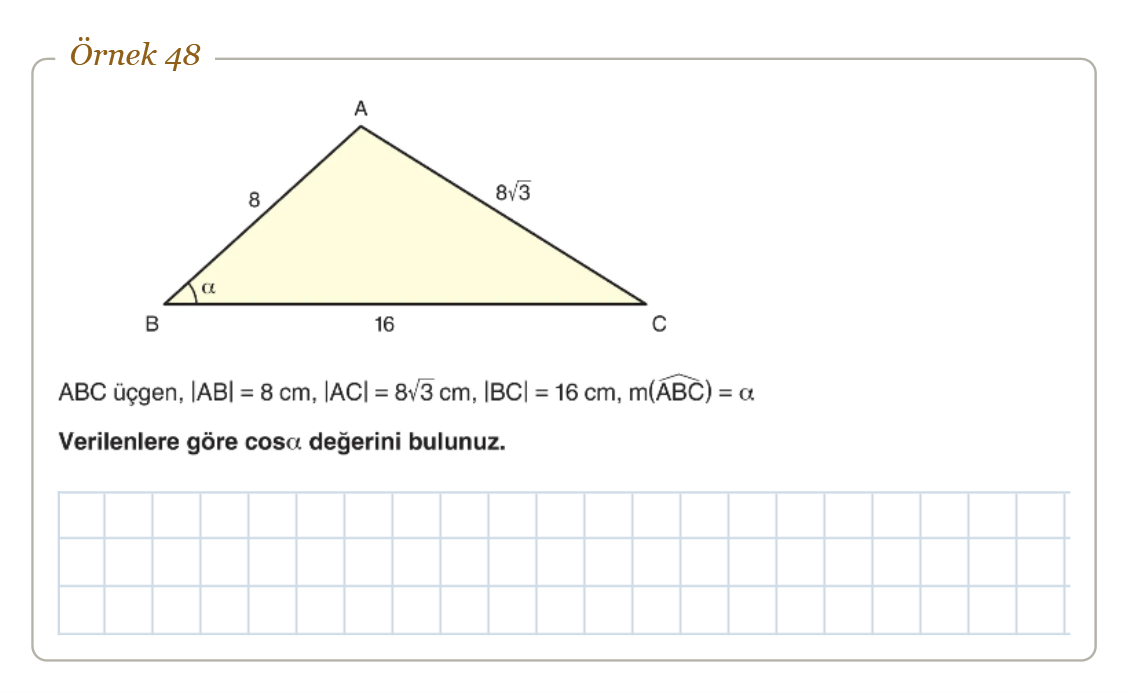 Örnek 48
A
8
8√3
α
B
16
C
ABC üçgen, |AB| = 8 cm, |AC| = 8√3 cm, |BC| = 16 cm, m(ABC) = α
Verilenlere göre cosα değerini bulunuz.